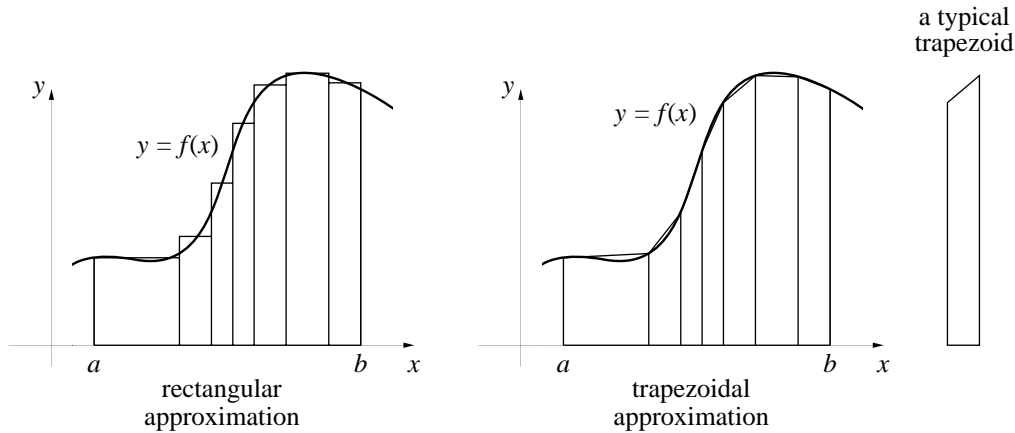 y
y = f(x)
a
b
x
rectangular
approximation
y
y = f(x)
a
b
x
trapezoidal
approximation
a typical
trapezoid